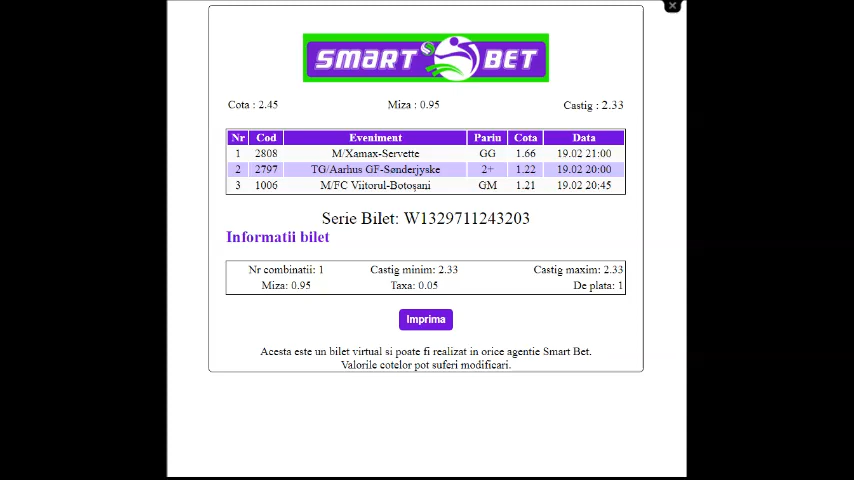 SMART BET
Cota : 2.45 Miza : 0.95 Castig : 2.33
Nr Cod Eveniment Pariu Cota Data
1 2808 M/Xamax-Servette GG 1.66 19.02 21:00
2 2797 TG/Aarhus GF-Sønderjyske 2+ 1.22 19.02 20:00
3 1006 M/FC Viitorul-Botoșani GM 1.21 19.02 20:45
Serie Bilet: W1329711243203
Informatii bilet
Nr combinatii: 1 Castig minim: 2.33 Castig maxim: 2.33
Miza: 0.95 Taxa: 0.05 De plata: 1
Imprima
Acesta este un bilet virtual si poate fi realizat in orice agentie Smart Bet.
Valorile cotelor pot suferi modificari.